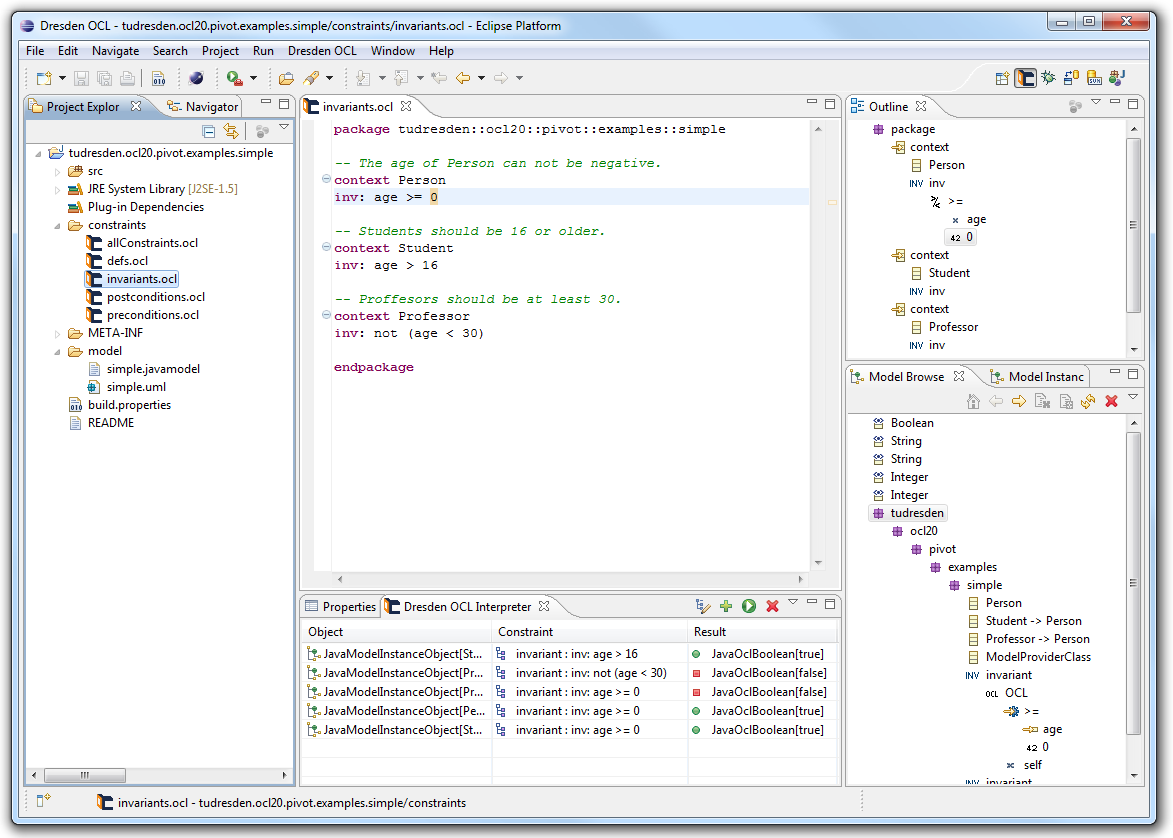 Dresden OCL - tudresden.ocl20.pivot.examples.simple/constraints/invariants.ocl - Eclipse Platform
File Edit Navigate Search Project Run Dresden OCL Window Help
Project Explor
Navigator
tudresden.ocl20.pivot.examples.simple
src
JRE System Library [J2SE-1.5]
Plug-in Dependencies
constraints
allConstraints.ocl
defs.ocl
invariants.ocl
postconditions.ocl
preconditions.ocl
META-INF
model
simple.javamodel
simple.uml
build.properties
README
invariants.ocl
package tudresden::ocl20::pivot::examples::simple
-- The age of Person can not be negative.
context Person
inv: age >= 0
-- Students should be 16 or older.
context Student
inv: age > 16
-- Proffesors should be at least 30.
context Professor
inv: not (age < 30)
endpackage
Properties
Dresden OCL Interpreter
Object Constraint Result
JavaModelInstanceObject[St... invariant : inv: age > 16 JavaOclBoolean[true]
JavaModelInstanceObject[Pr... invariant : inv: not (age < 30) JavaOclBoolean[false]
JavaModelInstanceObject[Pr... invariant : inv: age >= 0 JavaOclBoolean[false]
JavaModelInstanceObject[Pe... invariant : inv: age >= 0 JavaOclBoolean[true]
JavaModelInstanceObject[St... invariant : inv: age >= 0 JavaOclBoolean[true]
Outline
package
context
Person
INV inv
>=
age
42 0
context
Student
INV inv
context
Professor
INV inv
Model Browse
Model Instanc
Boolean
String
String
Integer
Integer
tudresden
ocl20
pivot
examples
simple
Person
Student -> Person
Professor -> Person
ModelProviderClass
INV invariant
OCL OCL
>=
age
42 0
self
INV invariant
invariants.ocl - tudresden.ocl20.pivot.examples.simple/constraints